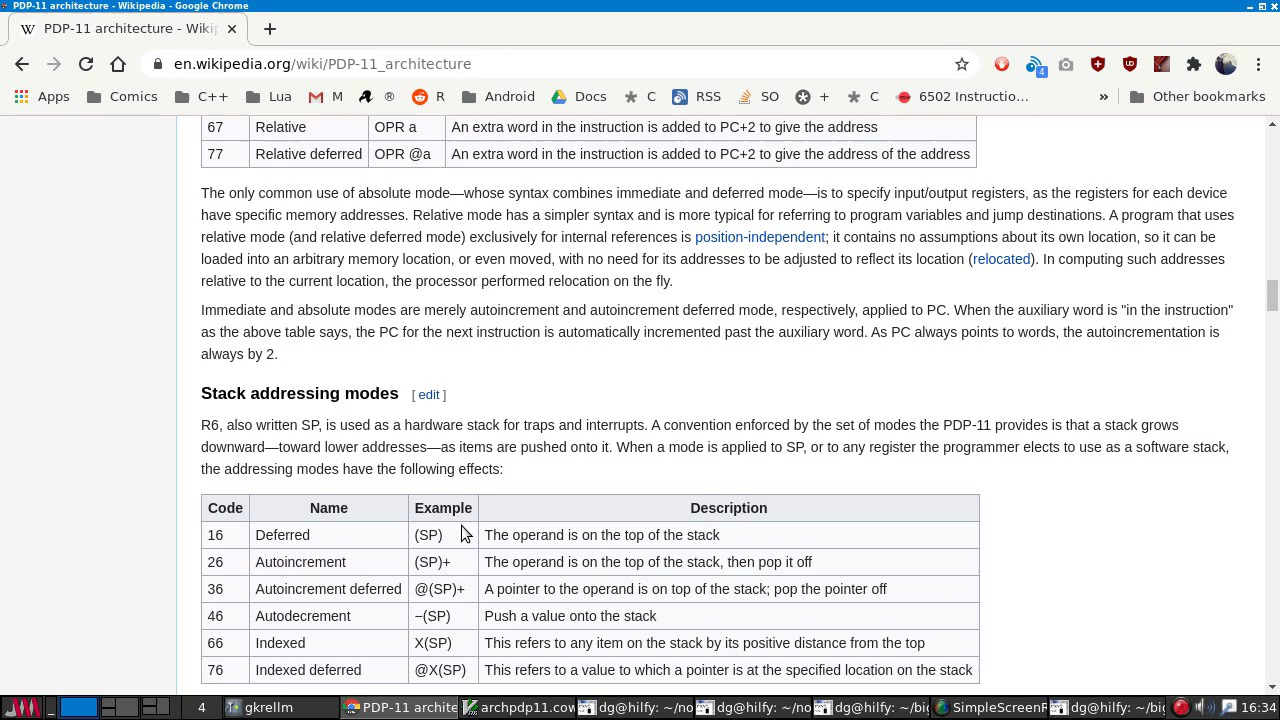 PDP-11 architecture - Wikipedia - Google Chrome
PDP-11 architecture - Wikip
en.wikipedia.org/wiki/PDP-11_architecture
4
Apps Comics C++ Lua M ® R Android Docs C RSS SO + C 6502 Instructio… » Other bookmarks
67 Relative OPR a An extra word in the instruction is added to PC+2 to give the address
77 Relative deferred OPR @a An extra word in the instruction is added to PC+2 to give the address of the address
The only common use of absolute mode—whose syntax combines immediate and deferred mode—is to specify input/output registers, as the registers for each device
have specific memory addresses. Relative mode has a simpler syntax and is more typical for referring to program variables and jump destinations. A program that uses
relative mode (and relative deferred mode) exclusively for internal references is position-independent; it contains no assumptions about its own location, so it can be
loaded into an arbitrary memory location, or even moved, with no need for its addresses to be adjusted to reflect its location (relocated). In computing such addresses
relative to the current location, the processor performed relocation on the fly.
Immediate and absolute modes are merely autoincrement and autoincrement deferred mode, respectively, applied to PC. When the auxiliary word is "in the instruction"
as the above table says, the PC for the next instruction is automatically incremented past the auxiliary word. As PC always points to words, the autoincrementation is
always by 2.
Stack addressing modes [ edit ]
R6, also written SP, is used as a hardware stack for traps and interrupts. A convention enforced by the set of modes the PDP-11 provides is that a stack grows
downward—toward lower addresses—as items are pushed onto it. When a mode is applied to SP, or to any register the programmer elects to use as a software stack,
the addressing modes have the following effects:
Code Name Example Description
16 Deferred (SP) The operand is on the top of the stack
26 Autoincrement (SP)+ The operand is on the top of the stack, then pop it off
36 Autoincrement deferred @(SP)+ A pointer to the operand is on top of the stack; pop the pointer off
46 Autodecrement −(SP) Push a value onto the stack
66 Indexed X(SP) This refers to any item on the stack by its positive distance from the top
76 Indexed deferred @X(SP) This refers to a value to which a pointer is at the specified location on the stack
4 gkrellm PDP-11 archite archpdp11.cow dg@hilfy: ~/no dg@hilfy: ~/no dg@hilfy: ~/big SimpleScreenR dg@hilfy: ~/big 16:34